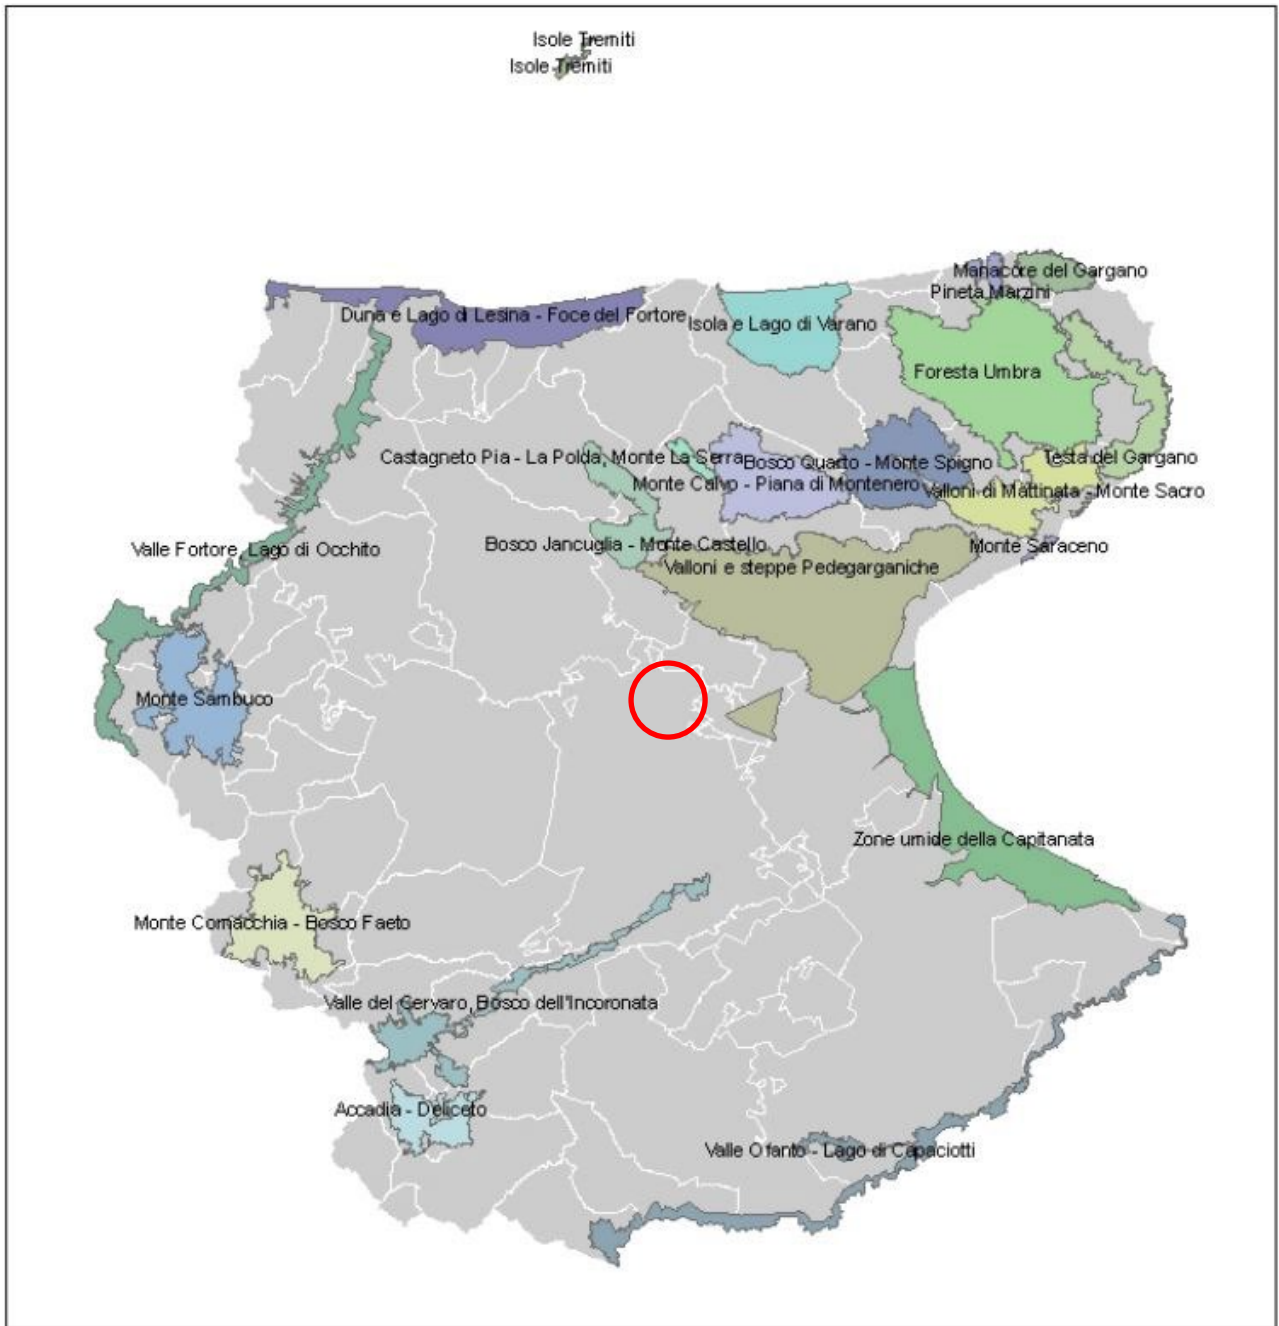 Isole Tremiti
Isole Tremiti
Manacore del Gargano
Pineta Marzini
Duna e Lago di Lesina - Foce del Fortore
Isola e Lago di Varano
Foresta Umbra
Castagneto Pia - La Polda, Monte La Serra
Bosco Quarto - Monte Spigno
Testa del Gargano
Monte Calvo - Piana di Montenero
Valloni di Mattinata - Monte Sacro
Bosco Jancuglia - Monte Castello
Monte Saraceno
Valle Fortore, Lago di Occhito
Valloni e steppe Pedegarganiche
Monte Sambuco
Zone umide della Capitanata
Monte Cornacchia - Bosco Faeto
Valle del Cervaro, Bosco dell'Incoronata
Accadia - Deliceto
Valle Ofanto - Lago di Capaciotti